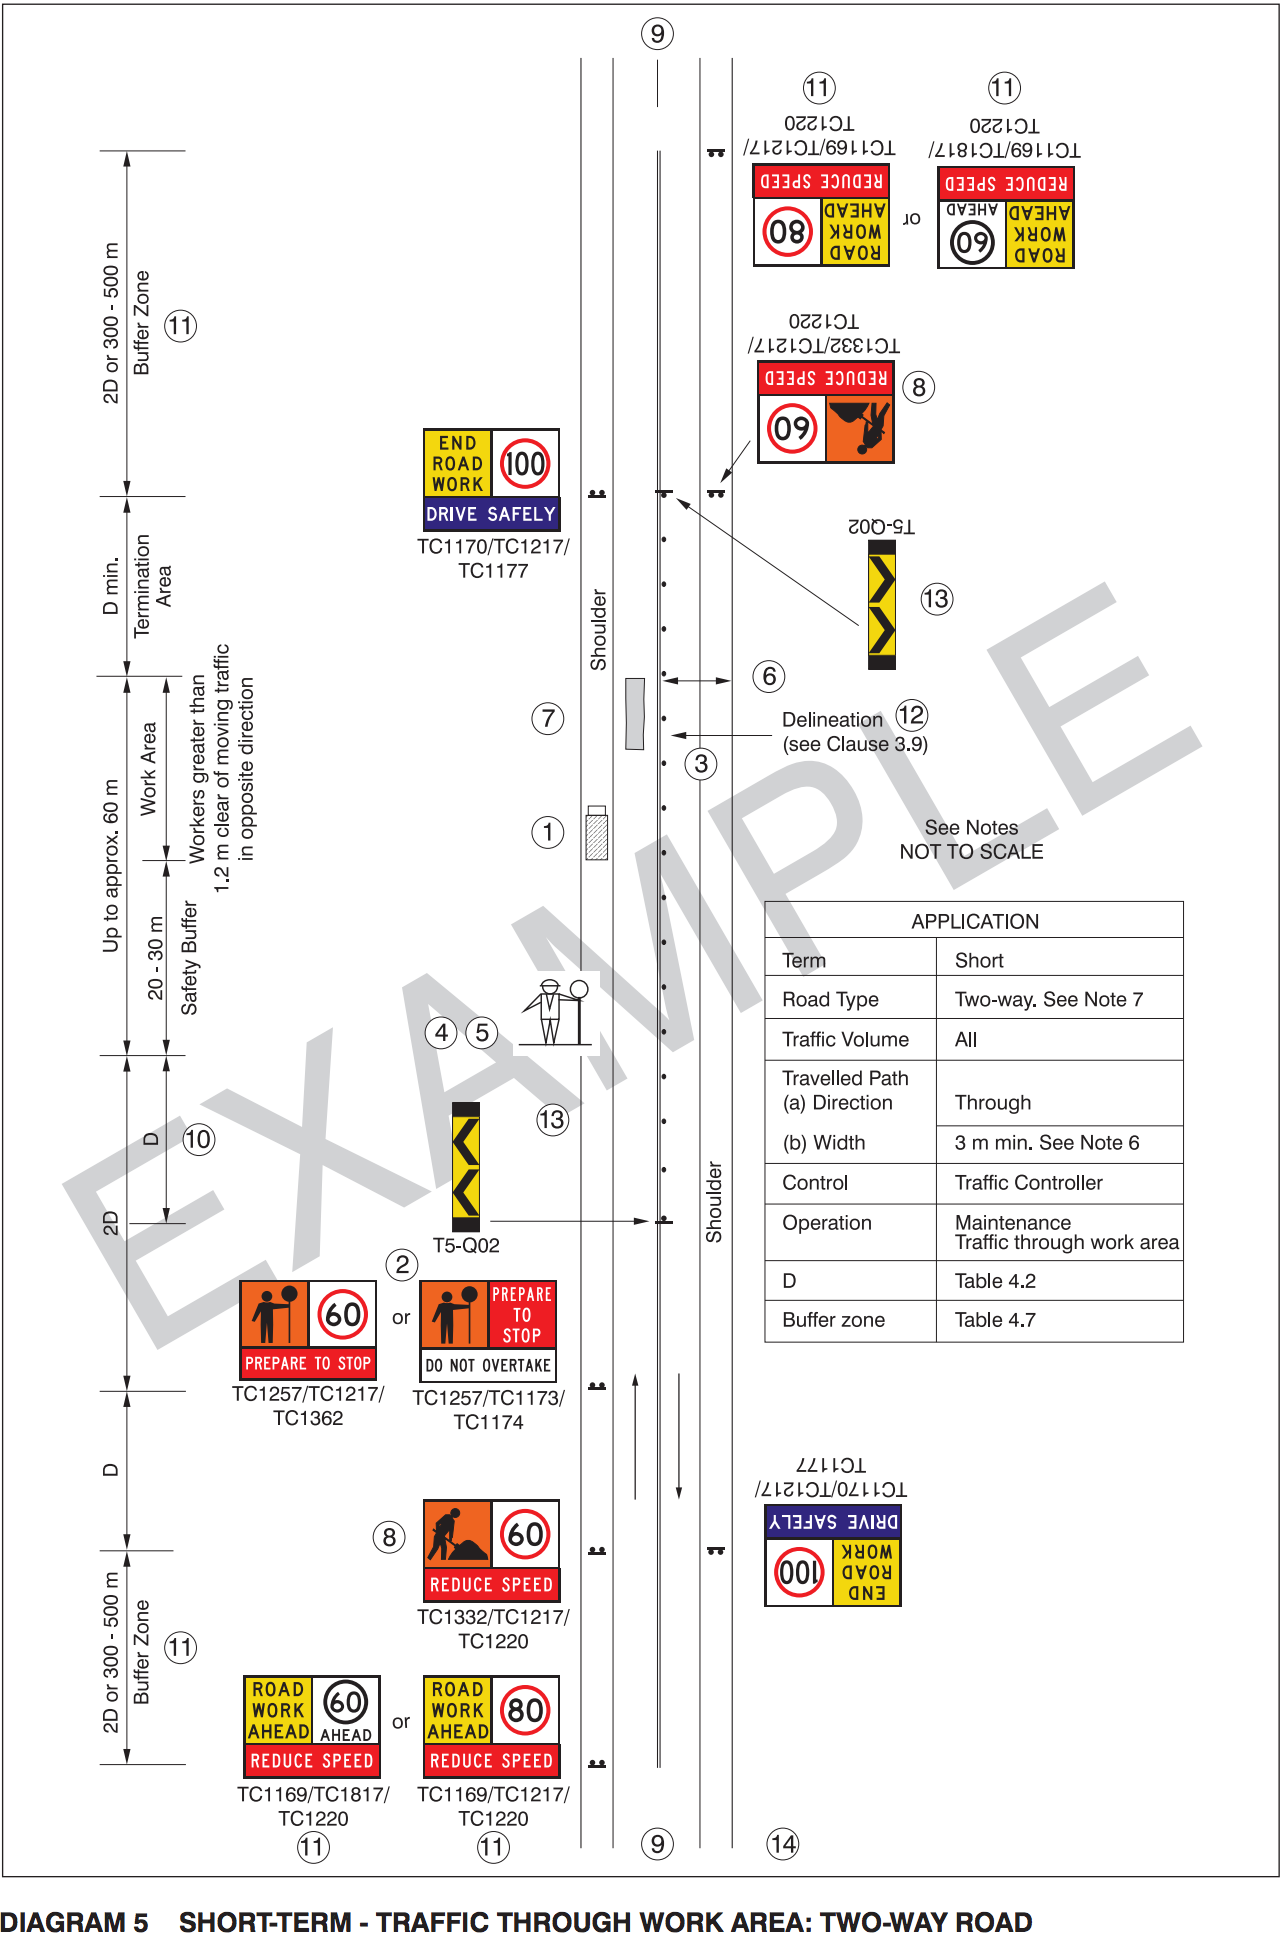 9
11
11
TC1169/TC1217/
TC1220
TC1169/TC1817/
TC1220
ROAD
WORK
AHEAD
80
REDUCE SPEED
or
ROAD
WORK
AHEAD
60
AHEAD
REDUCE SPEED
2D or 300 - 500 m
Buffer Zone
11
TC1332/TC1217/
TC1220
60
REDUCE SPEED
8
END
ROAD
WORK
100
DRIVE SAFELY
TC1170/TC1217/
TC1177
T5-Q02
13
D min.
Termination
Area
Shoulder
6
7
Delineation 12
(see Clause 3.9)
3
Up to approx. 60 m
Work Area
Workers greater than
1.2 m clear of moving traffic
in opposite direction
1
See Notes
NOT TO SCALE
EXAMPLE
20 - 30 m
Safety Buffer
4 5
13
APPLICATION
Term Short
Road Type Two-way. See Note 7
Traffic Volume All
Travelled Path
(a) Direction Through
(b) Width 3 m min. See Note 6
Control Traffic Controller
Operation Maintenance
Traffic through work area
D Table 4.2
Buffer zone Table 4.7
D
10
2D
Shoulder
T5-Q02
2
60
PREPARE TO STOP
or
PREPARE
TO
STOP
DO NOT OVERTAKE
TC1257/TC1217/
TC1362
TC1257/TC1173/
TC1174
D
TC1170/TC1217/
TC1177
END
ROAD
WORK
100
DRIVE SAFELY
8
60
REDUCE SPEED
TC1332/TC1217/
TC1220
2D or 300 - 500 m
Buffer Zone
11
ROAD
WORK
AHEAD
60
AHEAD
REDUCE SPEED
or
ROAD
WORK
AHEAD
80
REDUCE SPEED
TC1169/TC1817/
TC1220
TC1169/TC1217/
TC1220
11
11
9
14
DIAGRAM 5 SHORT-TERM - TRAFFIC THROUGH WORK AREA: TWO-WAY ROAD